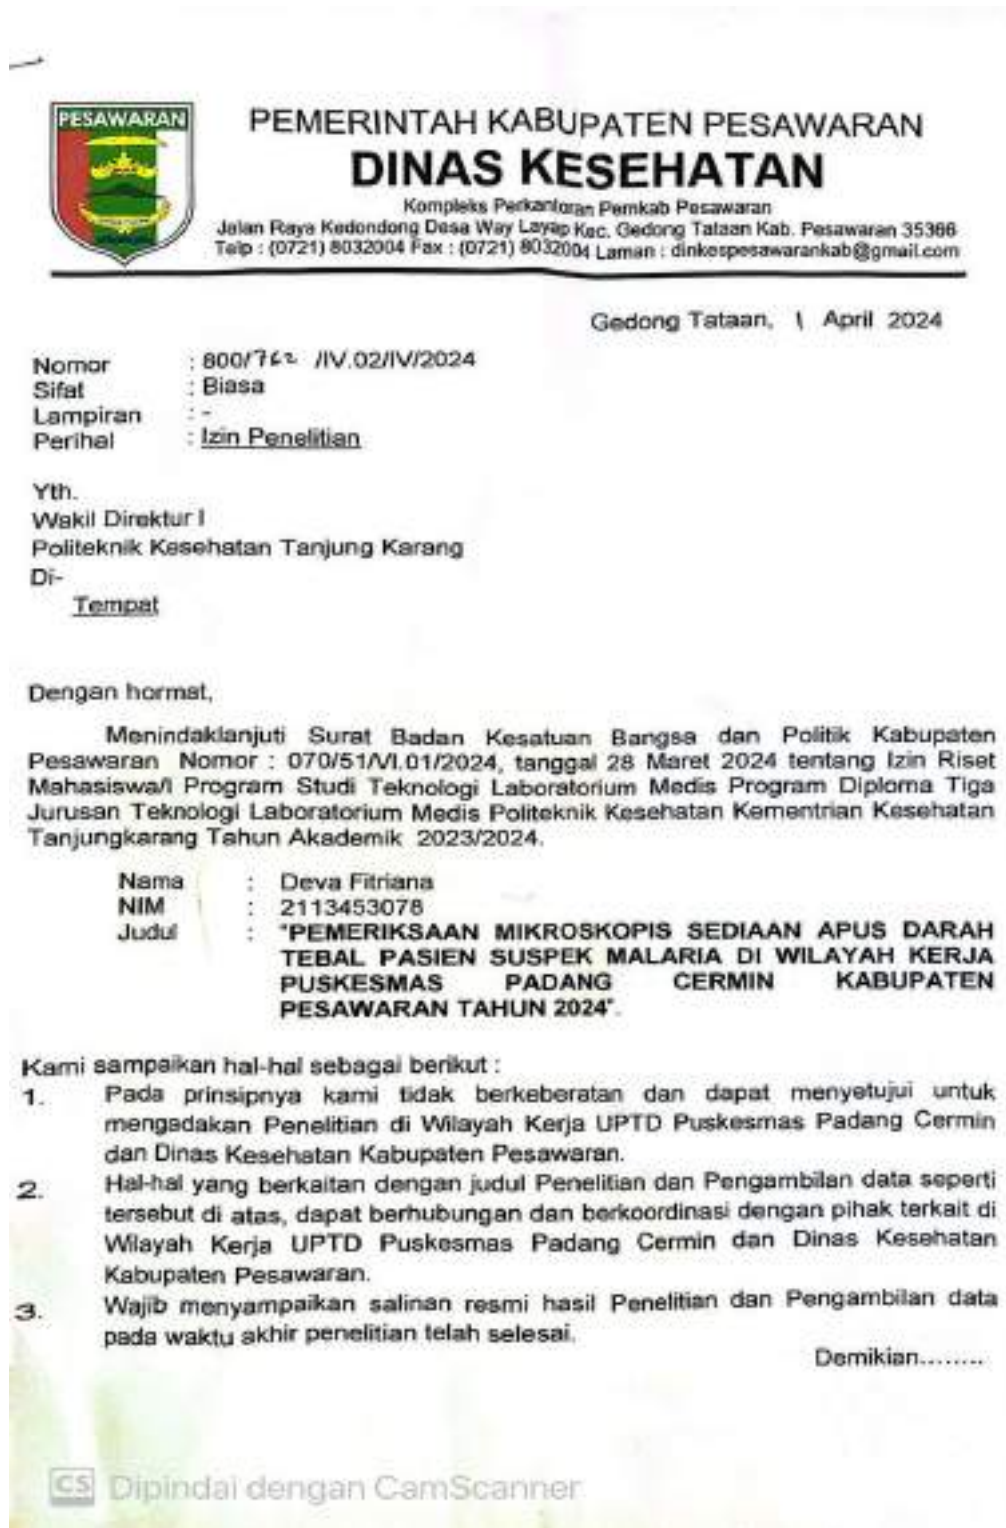 PESAWARAN
PEMERINTAH KABUPATEN PESAWARAN
DINAS KESEHATAN
Kompleks Perkantoran Pemkab Pesawaran
Jalan Raya Kedondong Desa Way Layap Kec. Gedong Tataan Kab. Pesawaran 35366
Telp : (0721) 8032004 Fax : (0721) 8032004 Laman : dinkespesawarankab@gmail.com
Gedong Tataan, 1 April 2024
Nomor : 800/762 /IV.02/IV/2024
Sifat : Biasa
Lampiran : -
Perihal : Izin Penelitian
Yth.
Wakil Direktur I
Politeknik Kesehatan Tanjung Karang
Di-
Tempat
Dengan hormat,
Menindaklanjuti Surat Badan Kesatuan Bangsa dan Politik Kabupaten
Pesawaran Nomor : 070/51/VI.01/2024, tanggal 28 Maret 2024 tentang Izin Riset
Mahasiswa/I Program Studi Teknologi Laboratorium Medis Program Diploma Tiga
Jurusan Teknologi Laboratorium Medis Politeknik Kesehatan Kementrian Kesehatan
Tanjungkarang Tahun Akademik 2023/2024.
Nama : Deva Fitriana
NIM : 2113453078
Judul : "PEMERIKSAAN MIKROSKOPIS SEDIAAN APUS DARAH
TEBAL PASIEN SUSPEK MALARIA DI WILAYAH KERJA
PUSKESMAS PADANG CERMIN KABUPATEN
PESAWARAN TAHUN 2024".
Kami sampaikan hal-hal sebagai berikut :
1. Pada prinsipnya kami tidak berkeberatan dan dapat menyetujui untuk
mengadakan Penelitian di Wilayah Kerja UPTD Puskesmas Padang Cermin
dan Dinas Kesehatan Kabupaten Pesawaran.
2. Hal-hal yang berkaitan dengan judul Penelitian dan Pengambilan data seperti
tersebut di atas, dapat berhubungan dan berkoordinasi dengan pihak terkait di
Wilayah Kerja UPTD Puskesmas Padang Cermin dan Dinas Kesehatan
Kabupaten Pesawaran.
3. Wajib menyampaikan salinan resmi hasil Penelitian dan Pengambilan data
pada waktu akhir penelitian telah selesai.
Demikian........
CS Dipindai dengan CamScanner